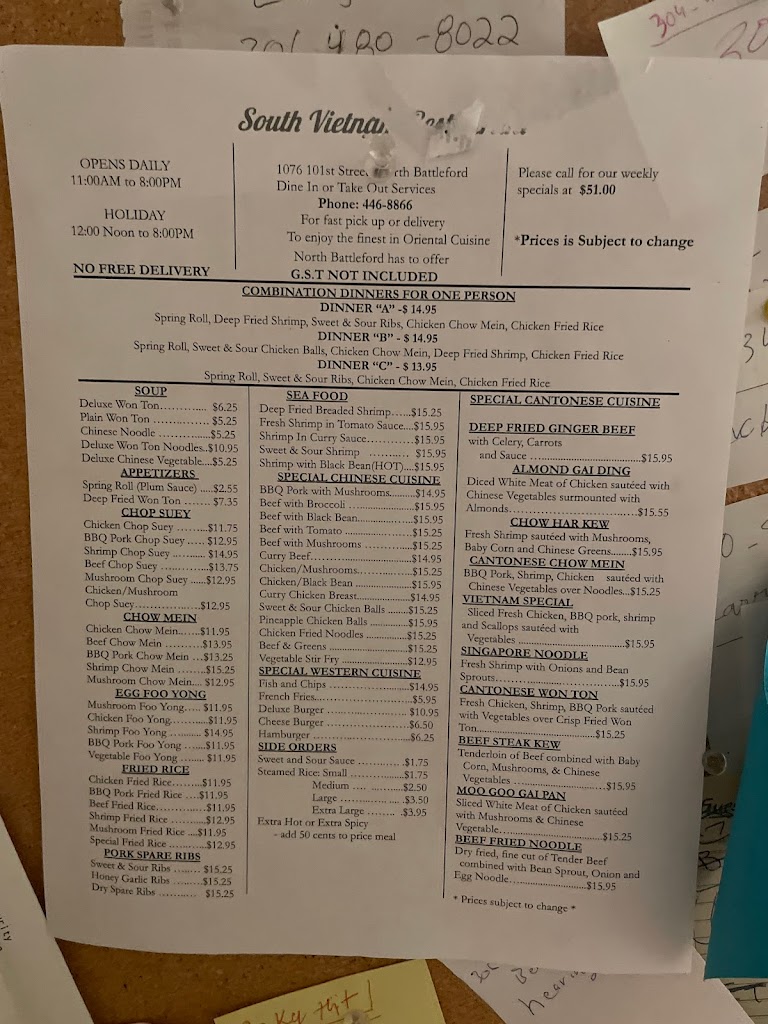 480-8022
304-
South Vietna
OPENS DAILY
11:00AM to 8:00PM
HOLIDAY
12:00 Noon to 8:00PM
NO FREE DELIVERY
1076 101st Street, rth Battleford
Dine In or Take Out Services
Phone: 446-8866
For fast pick up or delivery
To enjoy the finest in Oriental Cuisine
North Battleford has to offer
G.S.T NOT INCLUDED
Please call for our weekly
specials at $51.00
*Prices is Subject to change
COMBINATION DINNERS FOR ONE PERSON
DINNER "A" -$ 14.95
Spring Roll, Deep Fried Shrimp, Sweet & Sour Ribs, Chicken Chow Mein, Chicken Fried Rice
DINNER "B" - $ 14.95
Spring Roll, Sweet & Sour Chicken Balls, Chicken Chow Mein, Deep Fried Shrimp, Chicken Fried Rice
DINNER "C" - $ 13.95
Spring Roll, Sweet & Sour Ribs, Chicken Chow Mein, Chicken Fried Rice
SOUP
Deluxe Won Ton............ $6.25
Plain Won Ton .............. $5.25
Chinese Noodle .............$5.25
Deluxe Won Ton Noodles..$10.95
Deluxe Chinese Vegetable....$5.25
APPETIZERS
Spring Roll (Plum Sauce) .....$2.55
Deep Fried Won Ton ....... $7.35
CHOP SUEY
Chicken Chop Suey ........$11.75
BBQ Pork Chop Suey ..... $12.95
Shrimp Chop Suey .......... $14.95
Beef Chop Suey .............$13.75
Mushroom Chop Suey .....$12.95
Chicken/Mushroom
Chop Suey......................$12.95
CHOW MEIN
Chicken Chow Mein...... $11.95
Beef Chow Mein .......... $13.95
BBQ Pork Chow Mein ...$13.25
Shrimp Chow Mein .......$15.25
Mushroom Chow Mein... $12.95
EGG FOO YONG
Mushroom Foo Yong..... $11.95
Chicken Foo Yong...........$11.95
Shrimp Foo Yong .......... $14.95
BBQ Pork Foo Yong ......$11.95
Vegetable Foo Yong ...... $11.95
FRIED RICE
Chicken Fried Rice.......$11.95
BBQ Pork Fried Rice ....$11.95
Beef Fried Rice..............$11.95
Shrimp Fried Rice .........$12.95
Mushroom Fried Rice ...$11.95
Special Fried Rice ..........$12.95
PORK SPARE RIBS
Sweet & Sour Ribs ....... $15.25
Honey Garlic Ribs .........$15.25
Dry Spare Ribs .......... $15.25
SEA FOOD
Deep Fried Breaded Shrimp.....$15.25
Fresh Shrimp in Tomato Sauce....$15.95
Shrimp In Curry Sauce............ $15.95
Sweet & Sour Shrimp ........... $15.95
Shrimp with Black Bean(HOT)....$15.95
SPECIAL CHINESE CUISINE
BBQ Pork with Mushrooms........$14.95
Beef with Broccoli .....................$15.95
Beef with Black Bean..................$15.95
Beef with Tomato .....................$15.25
Beef with Mushrooms ...............$15.25
Curry Beef................................$14.95
Chicken/Mushrooms.................$15.25
Chicken/Black Bean ..................$15.95
Curry Chicken Breast.................$14.95
Sweet & Sour Chicken Balls ......$15.25
Pineapple Chicken Balls ............$15.95
Chicken Fried Noodles ..............$15.25
Beef & Greens ..........................$15.25
Vegetable Stir Fry .....................$12.95
SPECIAL WESTERN CUISINE
Fish and Chips .........................$14.95
French Fries..............................$5.95
Deluxe Burger .........................$10.95
Cheese Burger .........................$6.50
Hamburger ..............................$6.25
SIDE ORDERS
Sweet and Sour Sauce .............$1.75
Steamed Rice: Small ................$1.75
Medium ..................$2.50
Large .....................$3.50
Extra Large ........$3.95
Extra Hot or Extra Spicy
- add 50 cents to price meal
SPECIAL CANTONESE CUISINE
DEEP FRIED GINGER BEEF
with Celery, Carrots
and Sauce ................................$15.95
ALMOND GAI DING
Diced White Meat of Chicken sautéed with
Chinese Vegetables surmounted with
Almonds.....................................$15.55
CHOW HAR KEW
Fresh Shrimp sautéed with Mushrooms,
Baby Corn and Chinese Greens.......$15.95
CANTONESE CHOW MEIN
BBQ Pork, Shrimp, Chicken sautéed with
Chinese Vegetables over Noodles...$15.25
VIETNAM SPECIAL
Sliced Fresh Chicken, BBQ pork, shrimp
and Scallops sautéed with
Vegetables ....................................$15.95
SINGAPORE NOODLE
Fresh Shrimp with Onions and Bean
Sprouts.......................................$15.95
CANTONESE WON TON
Fresh Chicken, Shrimp, BBQ Pork sautéed
with Vegetables over Crisp Fried Won
Ton................................$15.25
BEEF STEAK KEW
Tenderloin of Beef combined with Baby
Corn, Mushrooms, & Chinese
Vegetables ..........................$15.95
MOO GOO GAI PAN
Sliced White Meat of Chicken sautéed
with Mushrooms & Chinese
Vegetable.............................$15.25
BEEF FRIED NOODLE
Dry fried, fine cut of Tender Beef
combined with Bean Sprout, Onion and
Egg Noodle............................$15.95
* Prices subject to change *